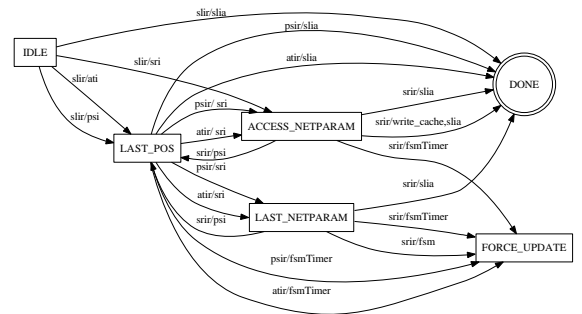 slir/slia
psir/slia
IDLE
atir/slia
slir/sri
slir/ati
DONE
slir/psi
srir/slia
psir/ sri
ACCESS_NETPARAM
srir/write_cache,slia
atir/ sri
LAST_POS
srir/psi
srir/fsmTimer
psir/sri
srir/slia
atir/sri
LAST_NETPARAM
srir/psi
srir/fsmTimer
srir/fsm
FORCE_UPDATE
psir/fsmTimer
atir/fsmTimer